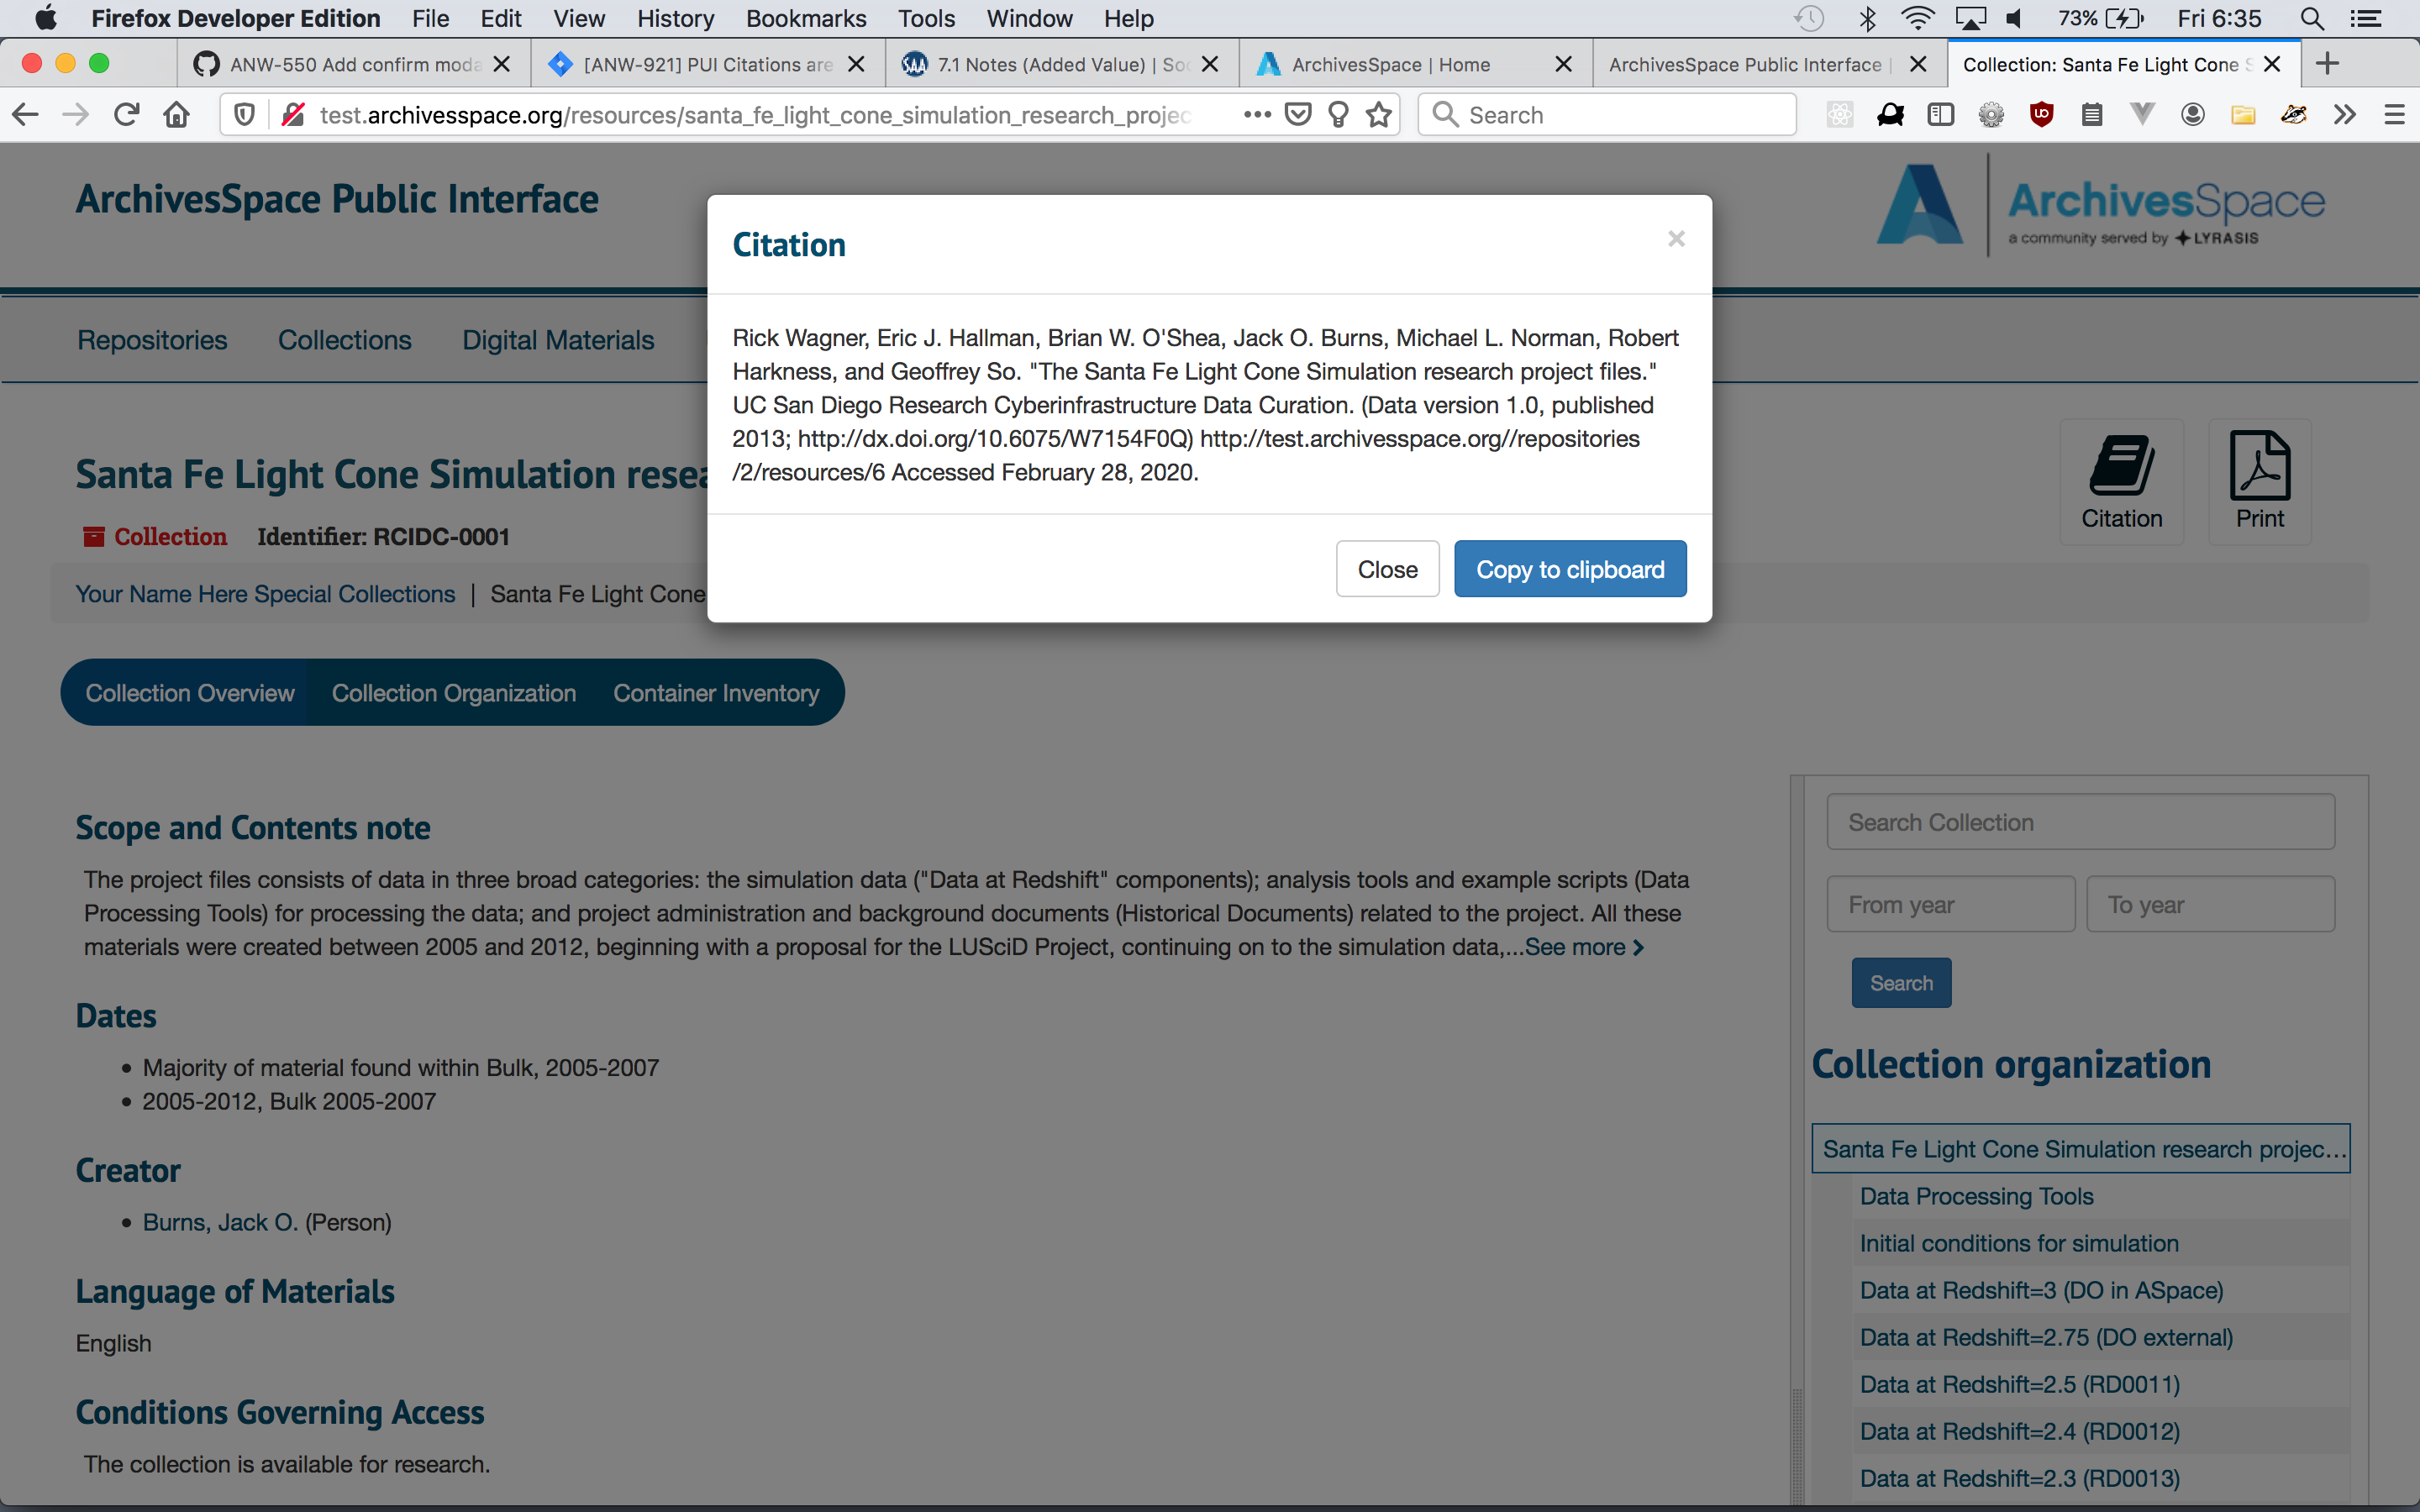 Firefox Developer Edition File Edit View History Bookmarks Tools Window Help 73% Fri 6:35
ANW-550 Add confirm moda [ANW-921] PUI Citations are SAA 7.1 Notes (Added Value) | Soc ArchivesSpace | Home ArchivesSpace Public Interface | Collection: Santa Fe Light Cone S
test.archivesspace.org/resources/santa_fe_light_cone_simulation_research_projec Search
ArchivesSpace Public Interface
ArchivesSpace
a community served by LYRASIS
Repositories Collections Digital Materials
Citation ×
Rick Wagner, Eric J. Hallman, Brian W. O'Shea, Jack O. Burns, Michael L. Norman, Robert
Harkness, and Geoffrey So. "The Santa Fe Light Cone Simulation research project files."
UC San Diego Research Cyberinfrastructure Data Curation. (Data version 1.0, published
2013; http://dx.doi.org/10.6075/W7154F0Q) http://test.archivesspace.org//repositories
/2/resources/6 Accessed February 28, 2020.
Close Copy to clipboard
Santa Fe Light Cone Simulation resea
Collection Identifier: RCIDC-0001
Citation Print
Your Name Here Special Collections | Santa Fe Light Cone
Collection Overview Collection Organization Container Inventory
Scope and Contents note
The project files consists of data in three broad categories: the simulation data ("Data at Redshift" components); analysis tools and example scripts (Data
Processing Tools) for processing the data; and project administration and background documents (Historical Documents) related to the project. All these
materials were created between 2005 and 2012, beginning with a proposal for the LUSciD Project, continuing on to the simulation data,...See more
Dates
Majority of material found within Bulk, 2005-2007
2005-2012, Bulk 2005-2007
Creator
Burns, Jack O. (Person)
Language of Materials
English
Conditions Governing Access
The collection is available for research.
Search Collection
From year To year
Search
Collection organization
Santa Fe Light Cone Simulation research projec...
Data Processing Tools
Initial conditions for simulation
Data at Redshift=3 (DO in ASpace)
Data at Redshift=2.75 (DO external)
Data at Redshift=2.5 (RD0011)
Data at Redshift=2.4 (RD0012)
Data at Redshift=2.3 (RD0013)